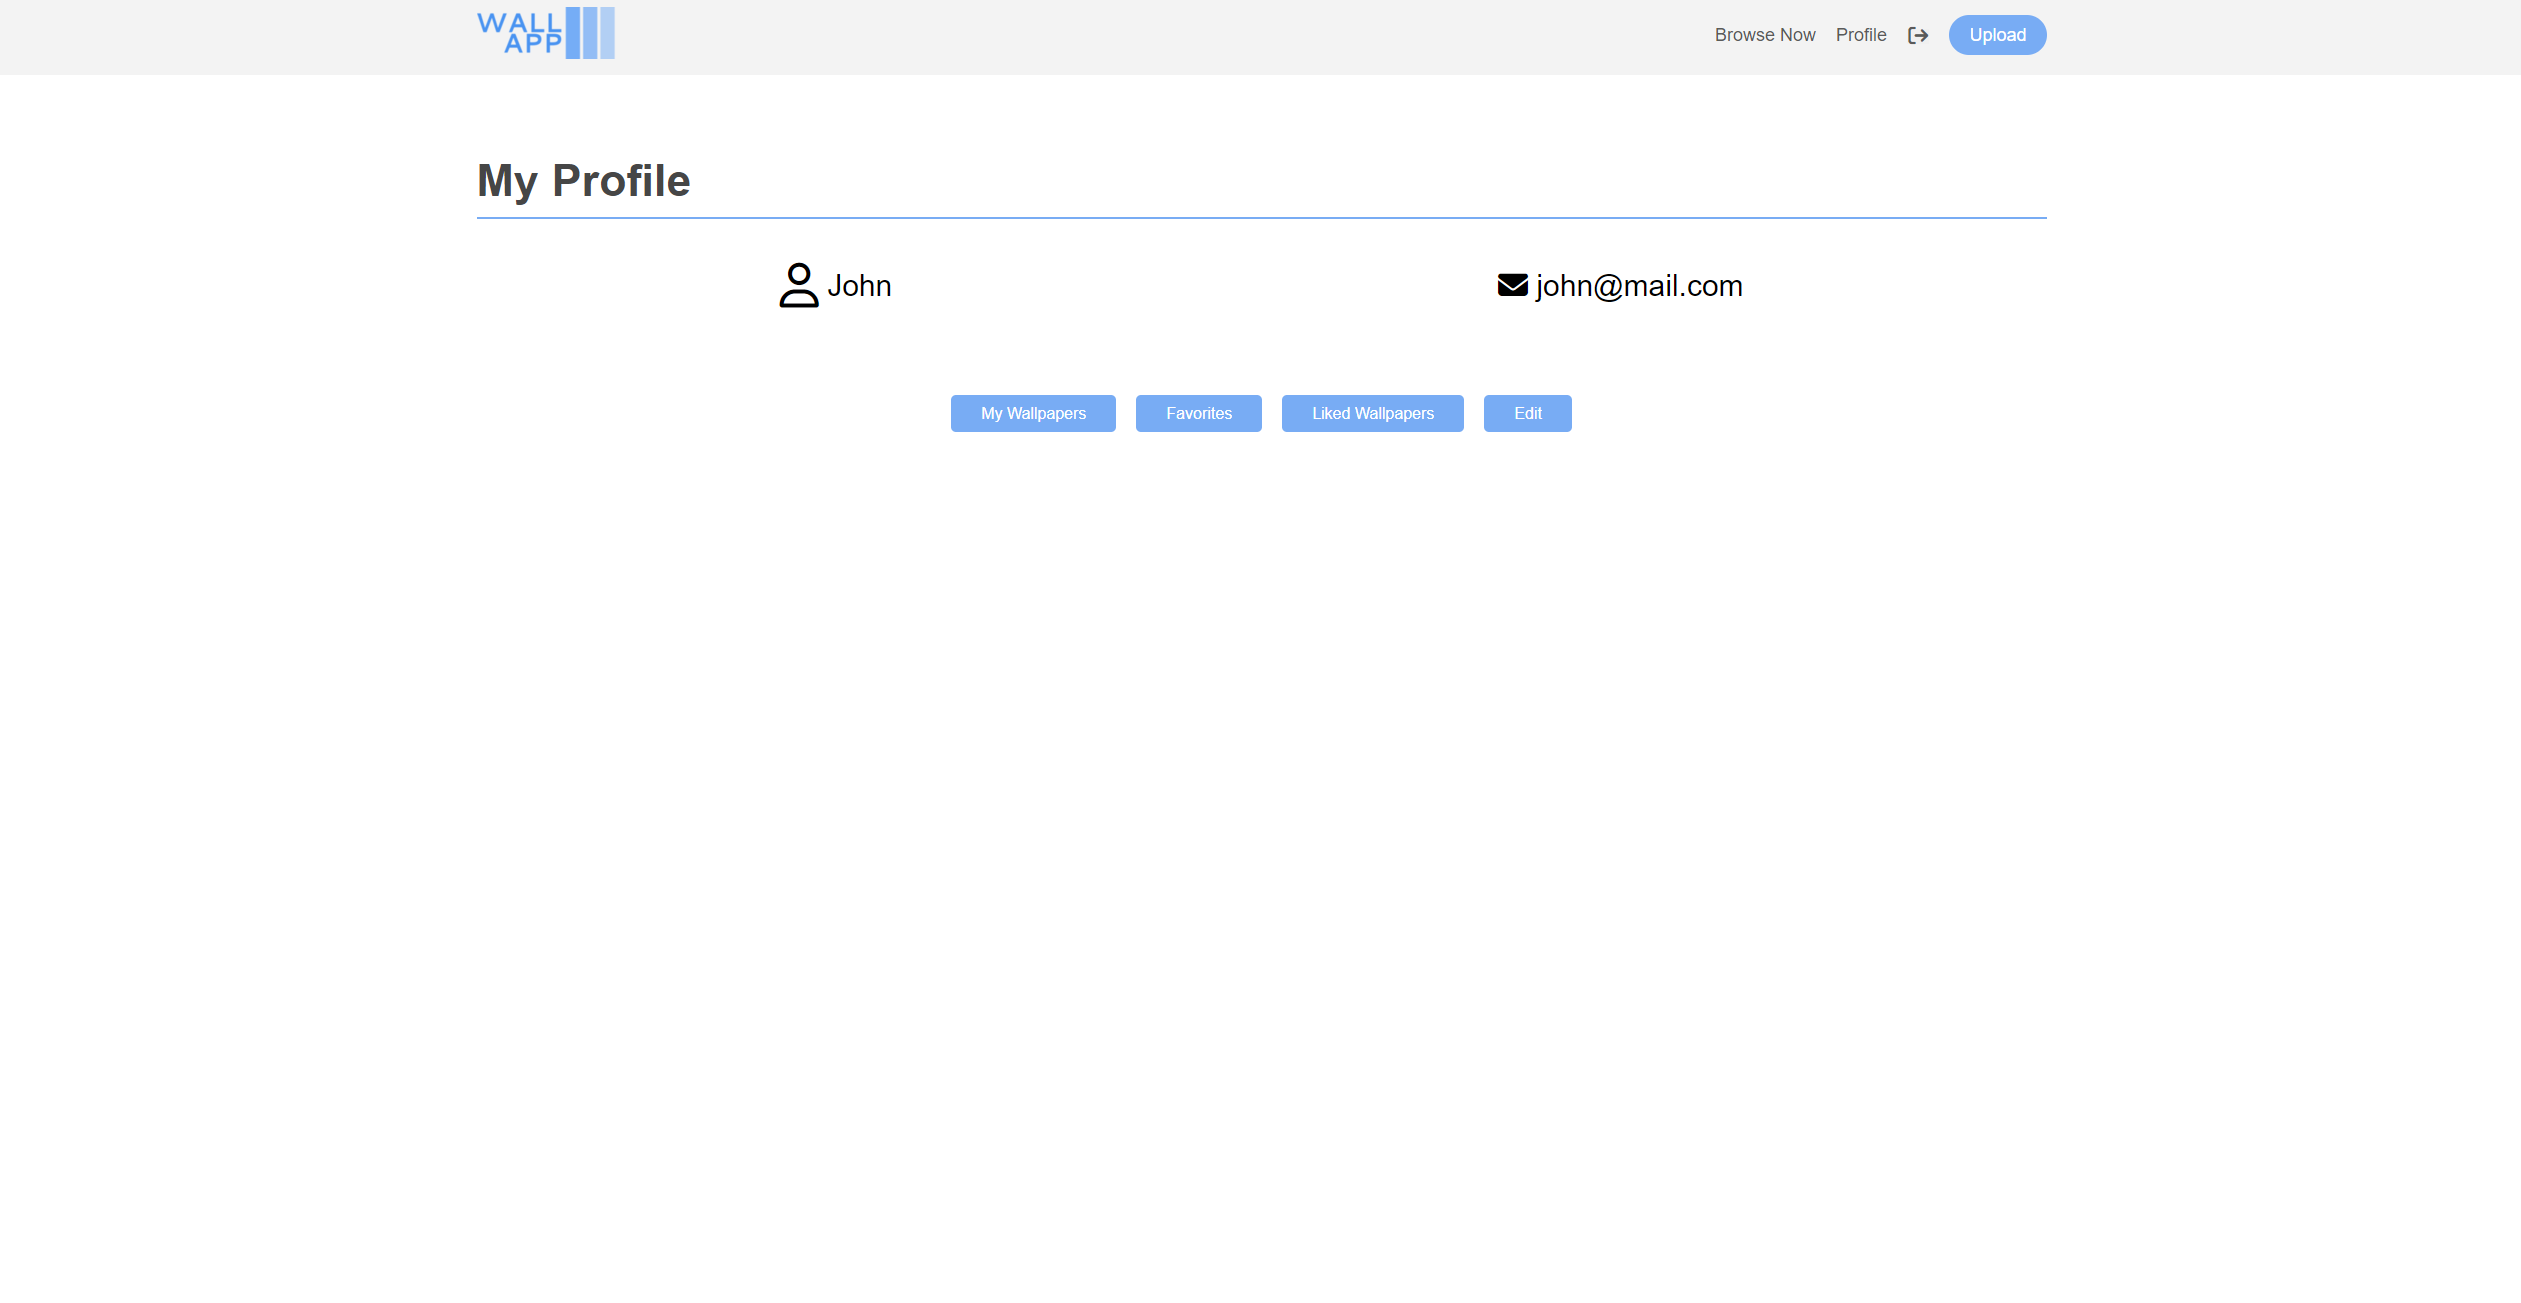 WALL
APP
Browse Now Profile Upload
My Profile
John john@mail.com
My Wallpapers Favorites Liked Wallpapers Edit